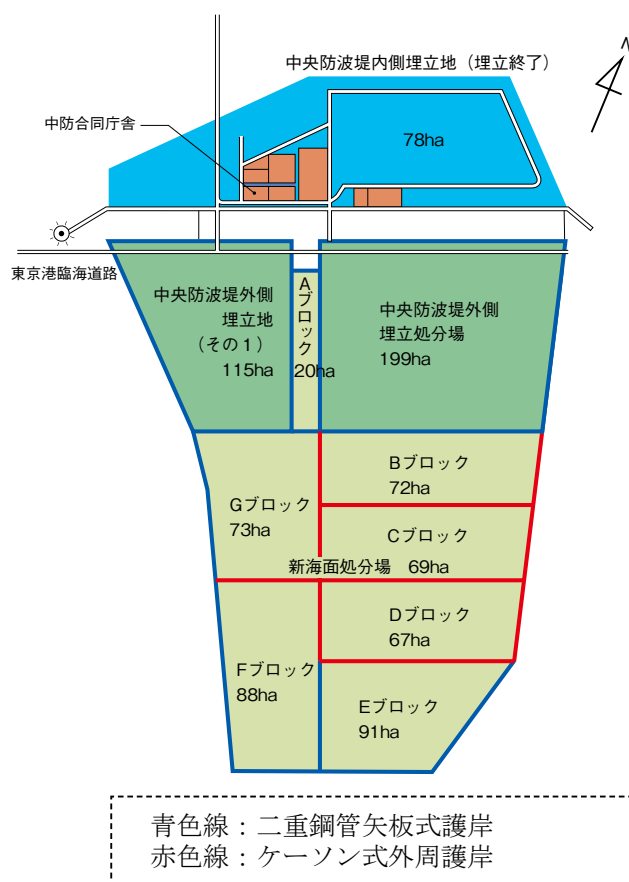 N
中央防波堤内側埋立地（埋立終了）
中防合同庁舎
78ha
東京港臨海道路
中央防波堤外側
埋立地
（その１）
115ha
Aブロック
20ha
中央防波堤外側
埋立処分場
199ha
Bブロック
72ha
Gブロック
73ha
Cブロック
新海面処分場　69ha
Dブロック
67ha
Fブロック
88ha
Eブロック
91ha
青色線：二重鋼管矢板式護岸
赤色線：ケーソン式外周護岸